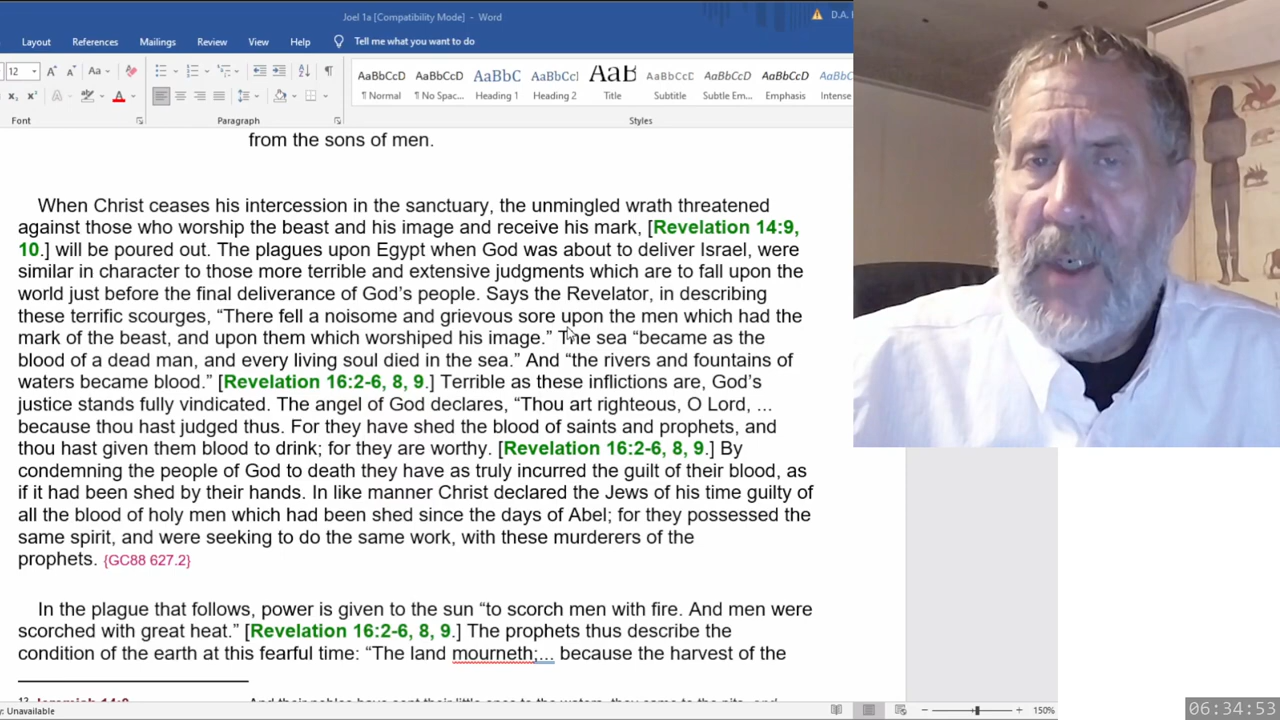 Joel 1a [Compatibility Mode] - Word
D.A.
Layout References Mailings Review View Help Tell me what you want to do
12 Aa
AaBbCcD AaBbCcD AaBbC AaBbCcI AaB AaBbCcD AaBbCcD AaBbCcD AaBbC
¶ Normal ¶ No Spac... Heading 1 Heading 2 Title Subtitle Subtle Em... Emphasis Intense
Font Paragraph Styles
from the sons of men.
When Christ ceases his intercession in the sanctuary, the unmingled wrath threatened
against those who worship the beast and his image and receive his mark, [Revelation 14:9,
10.] will be poured out. The plagues upon Egypt when God was about to deliver Israel, were
similar in character to those more terrible and extensive judgments which are to fall upon the
world just before the final deliverance of God’s people. Says the Revelator, in describing
these terrific scourges, “There fell a noisome and grievous sore upon the men which had the
mark of the beast, and upon them which worshiped his image.” The sea “became as the
blood of a dead man, and every living soul died in the sea.” And “the rivers and fountains of
waters became blood.” [Revelation 16:2-6, 8, 9.] Terrible as these inflictions are, God’s
justice stands fully vindicated. The angel of God declares, “Thou art righteous, O Lord, ...
because thou hast judged thus. For they have shed the blood of saints and prophets, and
thou hast given them blood to drink; for they are worthy. [Revelation 16:2-6, 8, 9.] By
condemning the people of God to death they have as truly incurred the guilt of their blood, as
if it had been shed by their hands. In like manner Christ declared the Jews of his time guilty of
all the blood of holy men which had been shed since the days of Abel; for they possessed the
same spirit, and were seeking to do the same work, with these murderers of the
prophets. {GC88 627.2}
In the plague that follows, power is given to the sun “to scorch men with fire. And men were
scorched with great heat.” [Revelation 16:2-6, 8, 9.] The prophets thus describe the
condition of the earth at this fearful time: “The land mourneth;... because the harvest of the
: Unavailable
150%
06:34:53